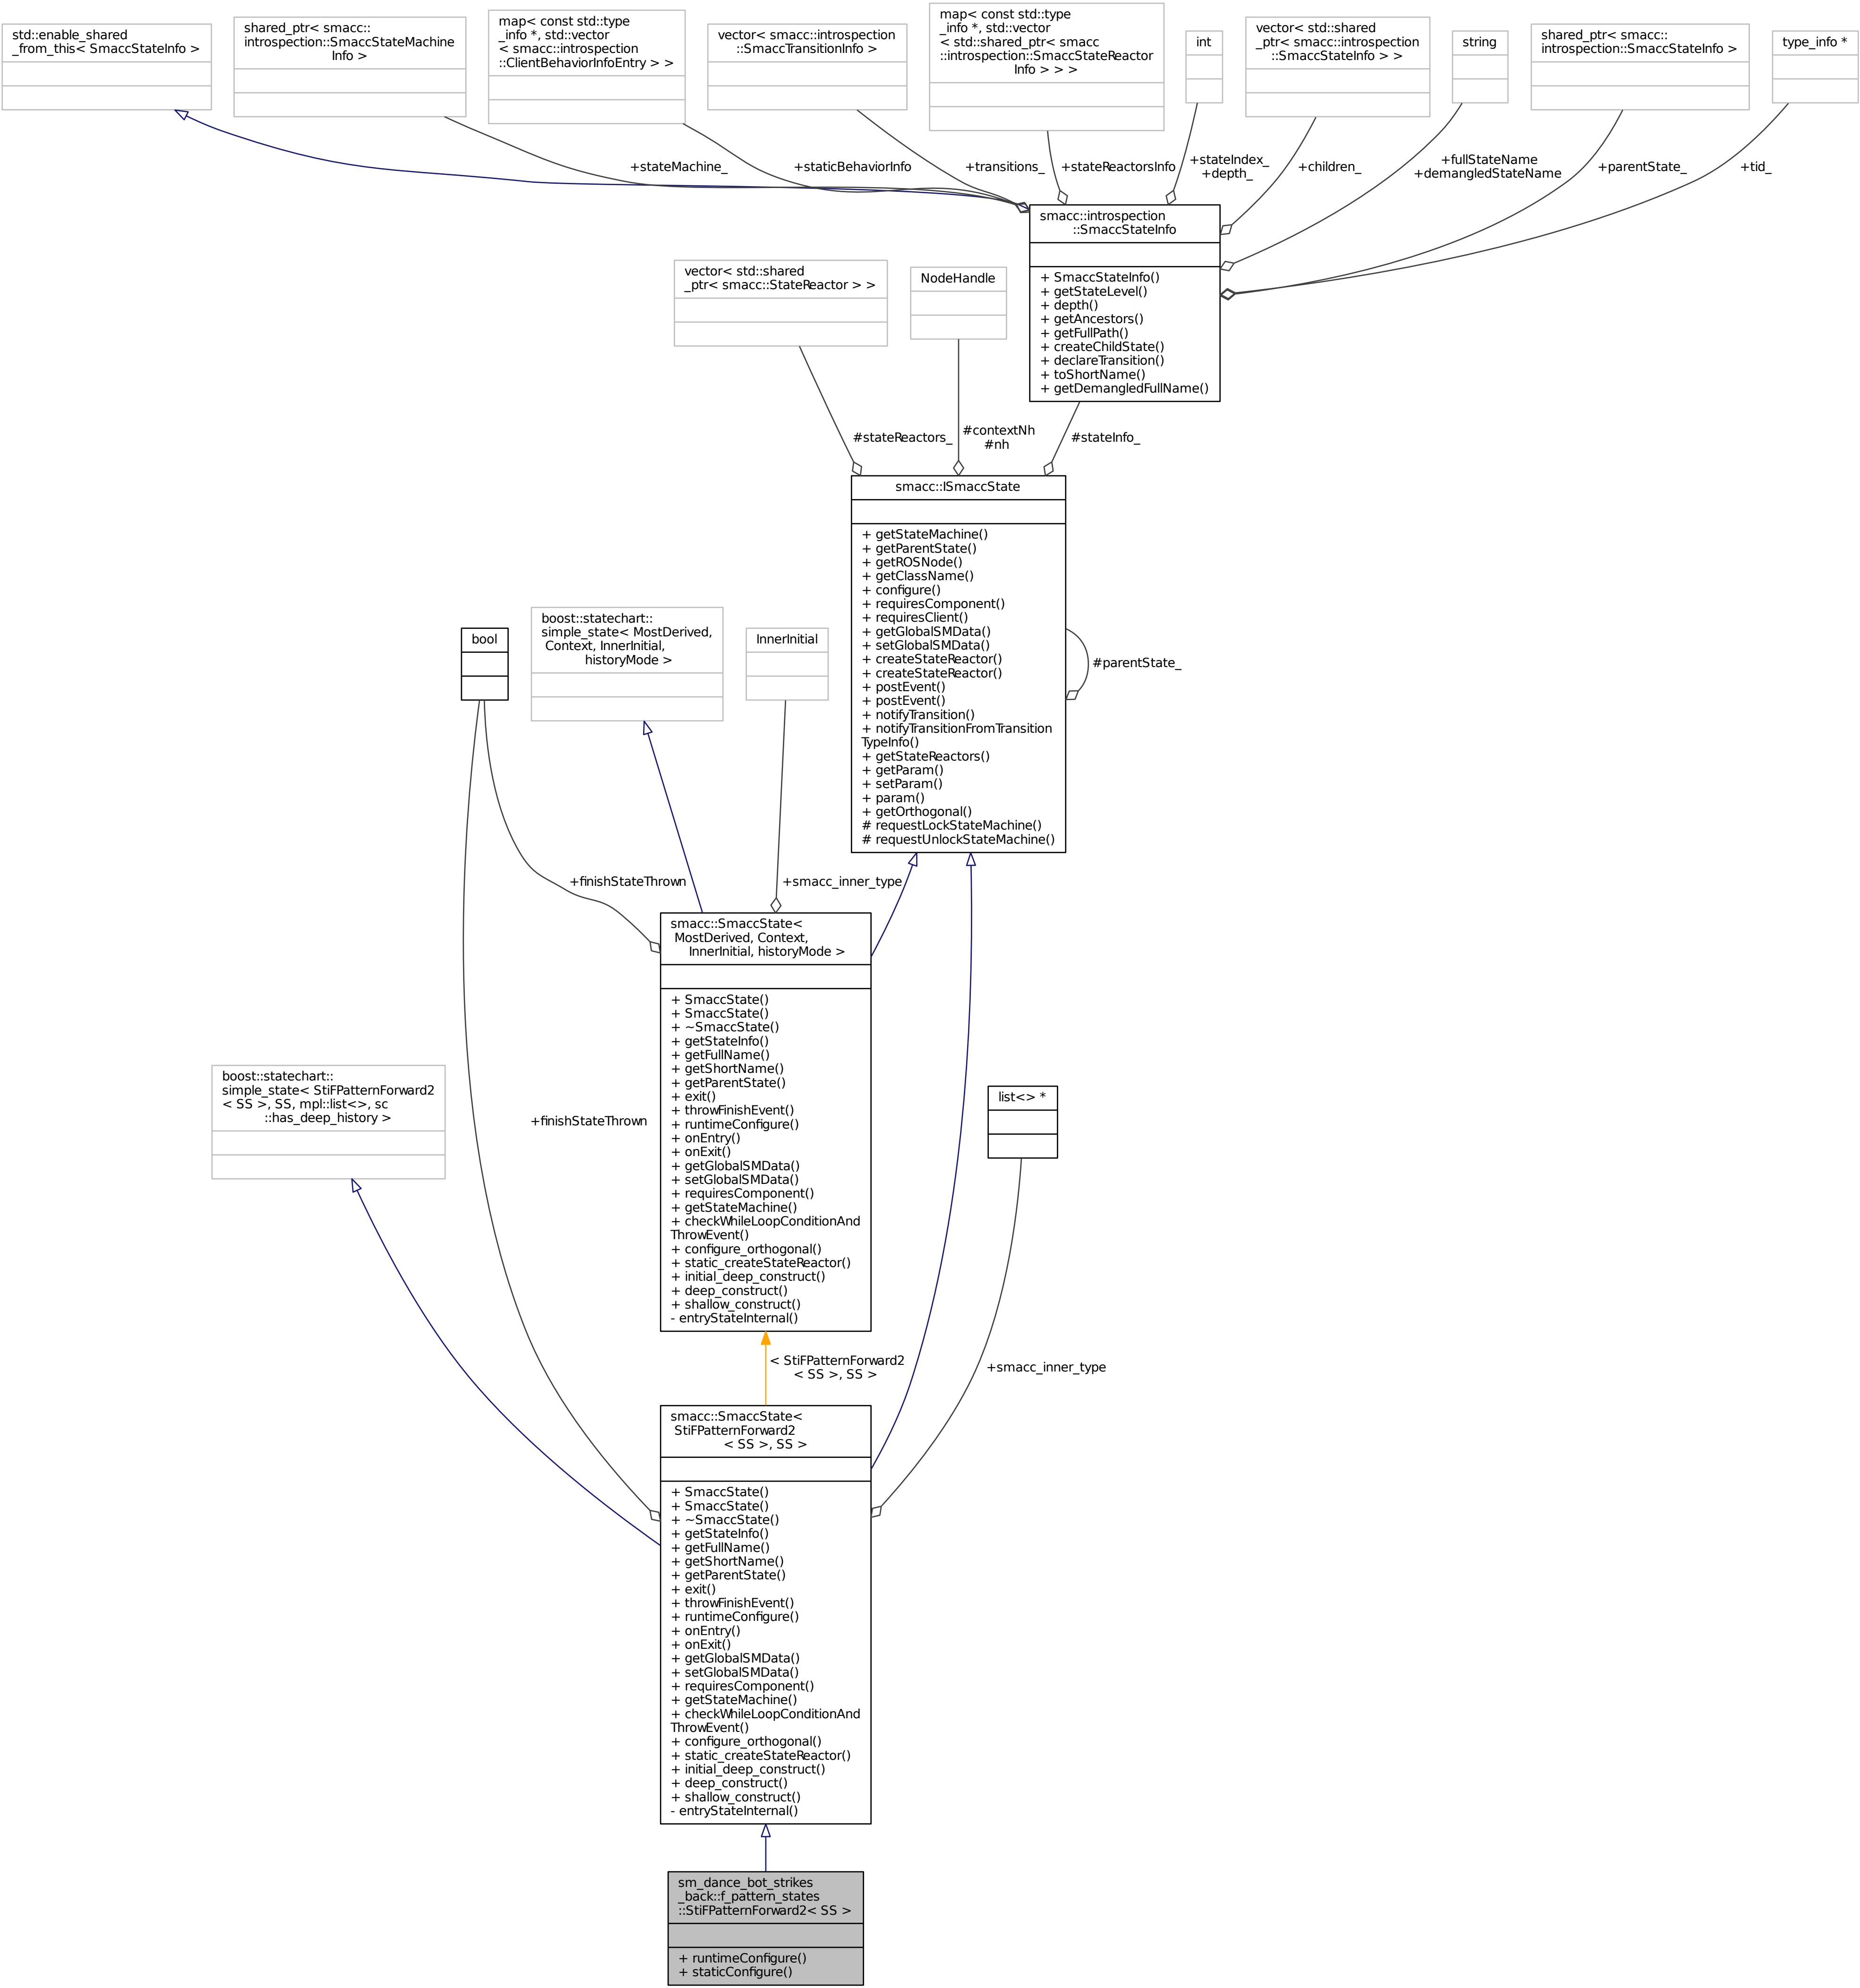 std::enable_shared
_from_this< SmaccStateInfo >
shared_ptr< smacc::
introspection::SmaccStateMachine
Info >
map< const std::type
_info *, std::vector
< smacc::introspection
::ClientBehaviorInfoEntry > >
vector< smacc::introspection
::SmaccTransitionInfo >
map< const std::type
_info *, std::vector
< std::shared_ptr< smacc
::introspection::SmaccStateReactor
Info > > >
int
vector< std::shared
_ptr< smacc::introspection
::SmaccStateInfo > >
string
shared_ptr< smacc::
introspection::SmaccStateInfo >
type_info *
+stateMachine_
+staticBehaviorInfo
+transitions_
+stateReactorsInfo
+stateIndex_
+depth_
+children_
+fullStateName
+demangledStateName
+parentState_
+tid_
smacc::introspection
::SmaccStateInfo
+ SmaccStateInfo()
+ getStateLevel()
+ depth()
+ getAncestors()
+ getFullPath()
+ createChildState()
+ declareTransition()
+ toShortName()
+ getDemangledFullName()
vector< std::shared
_ptr< smacc::StateReactor > >
NodeHandle
#stateReactors_
#contextNh
#nh
#stateInfo_
smacc::ISmaccState
+ getStateMachine()
+ getParentState()
+ getROSNode()
+ getClassName()
+ configure()
+ requiresComponent()
+ requiresClient()
+ getGlobalSMData()
+ setGlobalSMData()
+ createStateReactor()
+ createStateReactor()
+ postEvent()
+ postEvent()
+ notifyTransition()
+ notifyTransitionFromTransition
TypeInfo()
+ getStateReactors()
+ getParam()
+ setParam()
+ param()
+ getOrthogonal()
# requestLockStateMachine()
# requestUnlockStateMachine()
#parentState_
bool
boost::statechart::
simple_state< MostDerived,
Context, InnerInitial,
historyMode >
InnerInitial
+finishStateThrown
+smacc_inner_type
smacc::SmaccState<
MostDerived, Context,
InnerInitial, historyMode >
+ SmaccState()
+ SmaccState()
+ ~SmaccState()
+ getStateInfo()
+ getFullName()
+ getShortName()
+ getParentState()
+ exit()
+ throwFinishEvent()
+ runtimeConfigure()
+ onEntry()
+ onExit()
+ getGlobalSMData()
+ setGlobalSMData()
+ requiresComponent()
+ getStateMachine()
+ checkWhileLoopConditionAnd
ThrowEvent()
+ configure_orthogonal()
+ static_createStateReactor()
+ initial_deep_construct()
+ deep_construct()
+ shallow_construct()
- entryStateInternal()
boost::statechart::
simple_state< StiFPatternForward2
< SS >, SS, mpl::list<>, sc
::has_deep_history >
+finishStateThrown
list<> *
< StiFPatternForward2
< SS >, SS >
+smacc_inner_type
smacc::SmaccState<
StiFPatternForward2
< SS >, SS >
+ SmaccState()
+ SmaccState()
+ ~SmaccState()
+ getStateInfo()
+ getFullName()
+ getShortName()
+ getParentState()
+ exit()
+ throwFinishEvent()
+ runtimeConfigure()
+ onEntry()
+ onExit()
+ getGlobalSMData()
+ setGlobalSMData()
+ requiresComponent()
+ getStateMachine()
+ checkWhileLoopConditionAnd
ThrowEvent()
+ configure_orthogonal()
+ static_createStateReactor()
+ initial_deep_construct()
+ deep_construct()
+ shallow_construct()
- entryStateInternal()
sm_dance_bot_strikes
_back::f_pattern_states
::StiFPatternForward2< SS >
+ runtimeConfigure()
+ staticConfigure()